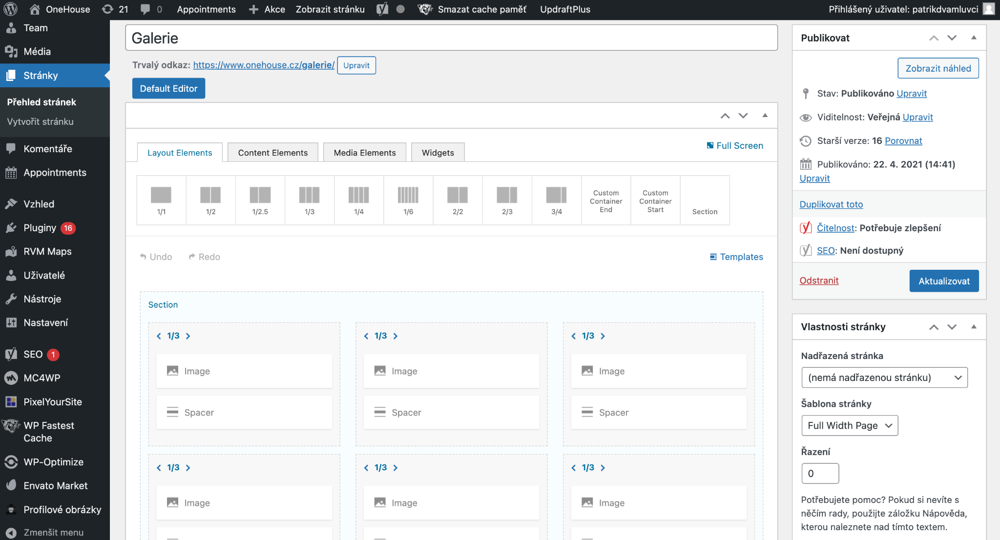 OneHouse
21
0
Appointments
Akce
Zobrazit stránku
Smazat cache paměť
UpdraftPlus
Přihlášený uživatel: patrikdvamluvci
Team
Média
Stránky
Přehled stránek
Vytvořit stránku
Komentáře
Appointments
Vzhled
Pluginy 16
RVM Maps
Uživatelé
Nástroje
Nastavení
SEO 1
MC4WP
PixelYourSite
WP Fastest
Cache
WP-Optimize
Envato Market
Profilové obrázky
Zmenšit menu
Galerie
Trvalý odkaz: https://www.onehouse.cz/galerie/ Upravit
Default Editor
Layout Elements
Content Elements
Media Elements
Widgets
Full Screen
1/1
1/2
1/2.5
1/3
1/4
1/6
2/2
2/3
3/4
Custom
Container
End
Custom
Container
Start
Section
Undo
Redo
Templates
Section
1/3
1/3
1/3
Image
Image
Image
Spacer
Spacer
Spacer
1/3
1/3
1/3
Image
Image
Image
Publikovat
Zobrazit náhled
Stav: Publikováno Upravit
Viditelnost: Veřejná Upravit
Starší verze: 16 Porovnat
Publikováno: 22. 4. 2021 (14:41)
Upravit
Duplikovat toto
Čitelnost: Potřebuje zlepšení
SEO: Není dostupný
Odstranit
Aktualizovat
Vlastnosti stránky
Nadřazená stránka
(nemá nadřazenou stránku)
Šablona stránky
Full Width Page
Řazení
0
Potřebujete pomoc? Pokud si nevíte s
něčím rady, použijte záložku Nápověda,
kterou naleznete nad tímto textem.